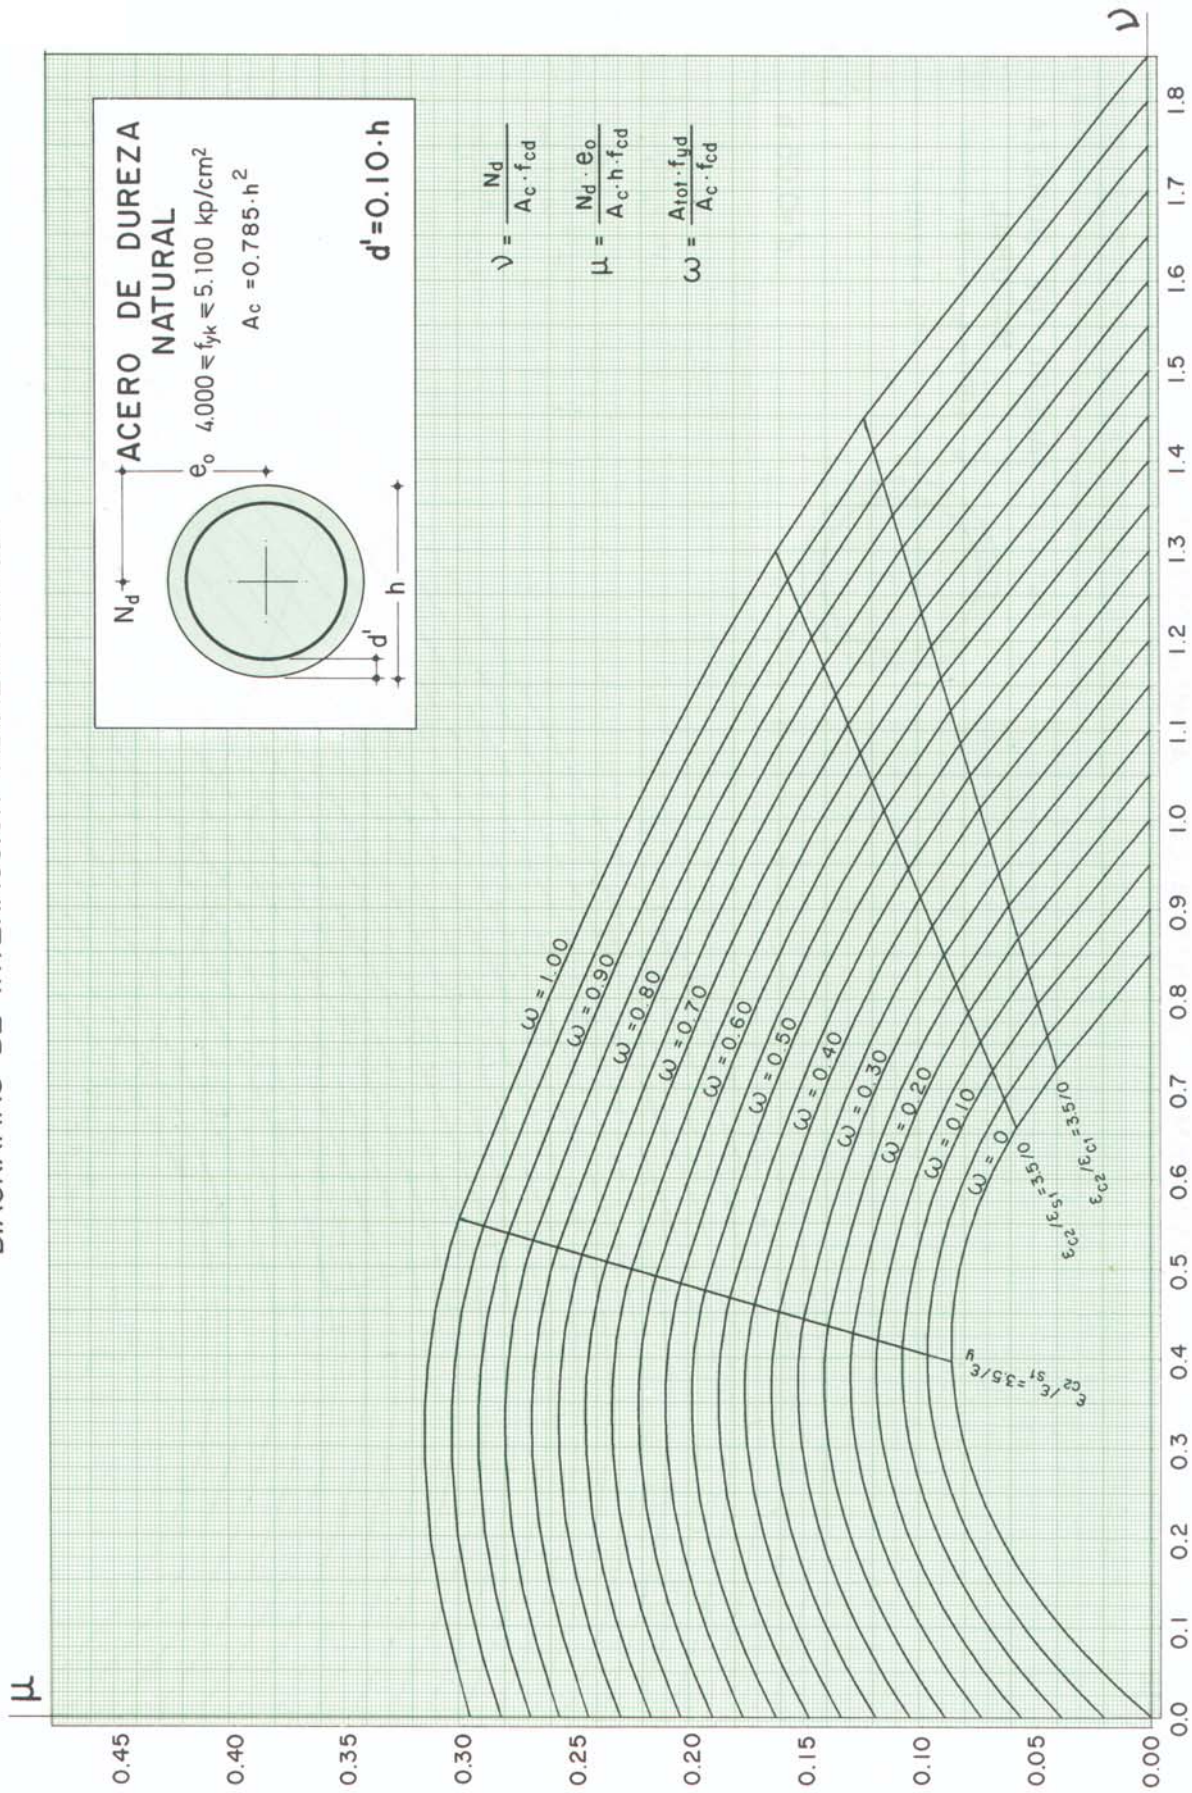 ν
ACERO DE DUREZA
NATURAL
4.000 ≤ fyk ≤ 5.100 kp/cm²
Ac = 0.785·h²
d' = 0.10·h
Nd
e₀
d'
h
ν = Nd / Ac · fcd
μ = Nd · e₀ / Ac · h · fcd
ω = Atot · fyd / Ac · fcd
ω = 1.00
ω = 0.90
ω = 0.80
ω = 0.70
ω = 0.60
ω = 0.50
ω = 0.40
ω = 0.30
ω = 0.20
ω = 0.10
ω = 0
εc2/εs1 = 3.5/εy
εc2/εs1 = 3.5/0
εc2/εc1 = 3.5/0
μ
0.45
0.40
0.35
0.30
0.25
0.20
0.15
0.10
0.05
0.00
0.0 0.1 0.2 0.3 0.4 0.5 0.6 0.7 0.8 0.9 1.0 1.1 1.2 1.3 1.4 1.5 1.6 1.7 1.8